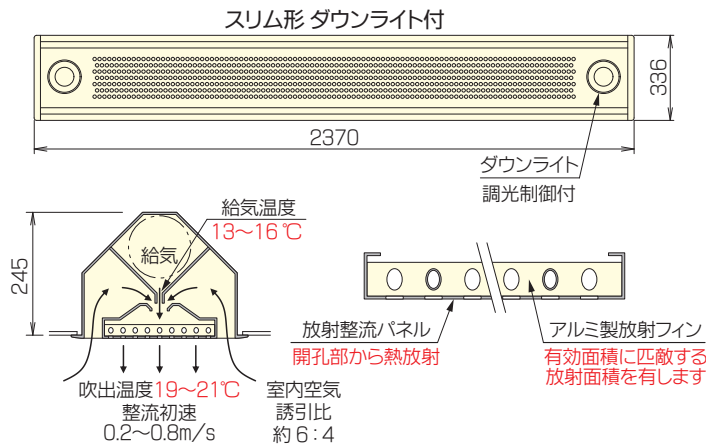 スリム形 ダウンライト付
336
2370
ダウンライト
調光制御付
給気温度
13〜16℃
給気
245
放射整流パネル
開孔部から熱放射
アルミ製放射フィン
有効面積に匹敵する
放射面積を有します
吹出温度19〜21℃
整流初速
0.2〜0.8m/s
室内空気
誘引比
約6：4